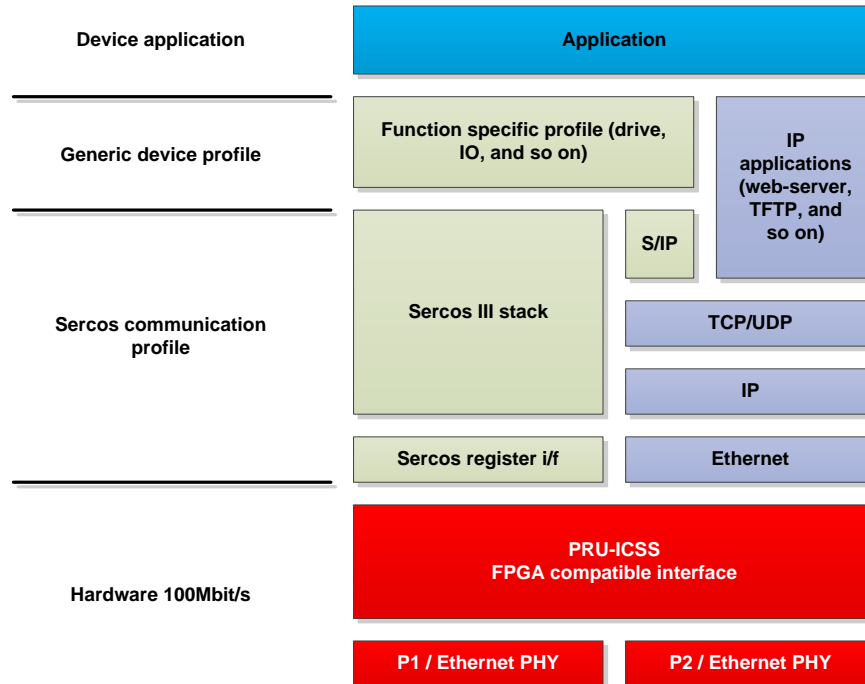 Device application
Application
Generic device profile
Function specific profile (drive,
IO, and so on)
IP
applications
(web-server,
TFTP, and
so on)
Sercos communication
profile
Sercos III stack
S/IP
TCP/UDP
IP
Sercos register i/f
Ethernet
Hardware 100Mbit/s
PRU-ICSS
FPGA compatible interface
P1 / Ethernet PHY
P2 / Ethernet PHY